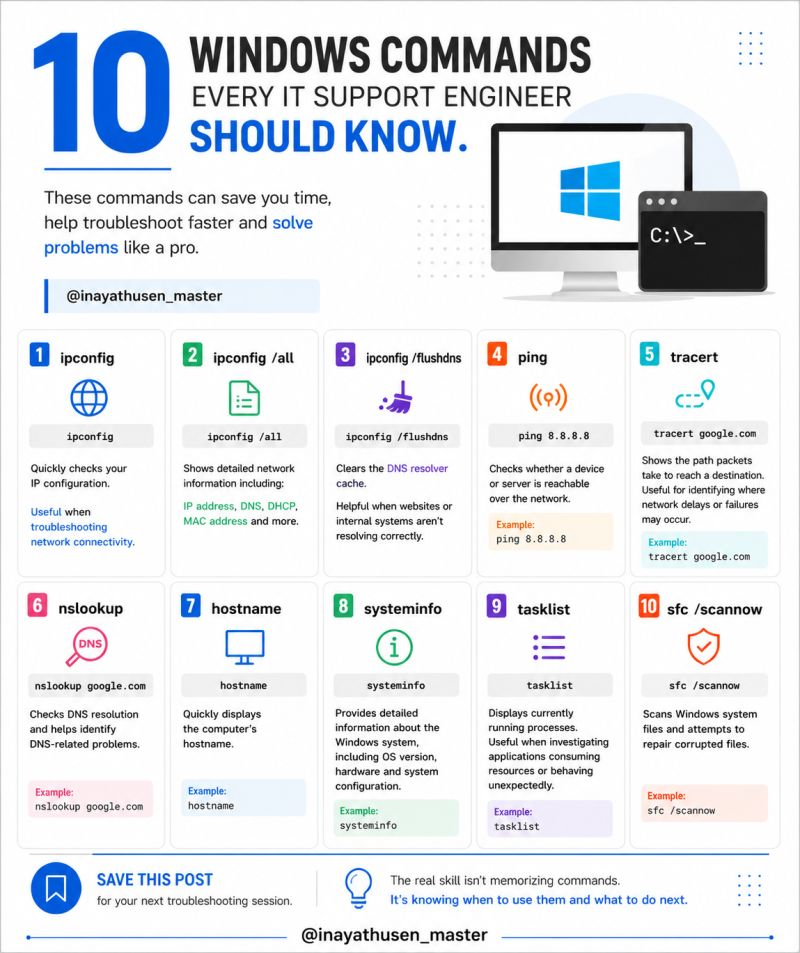 10
WINDOWS COMMANDS
EVERY IT SUPPORT ENGINEER
SHOULD KNOW.
These commands can save you time,
help troubleshoot faster and solve
problems like a pro.
@inayathusen_master
C:\>_
1 ipconfig
ipconfig
Quickly checks your
IP configuration.
Useful when
troubleshooting
network connectivity.
2 ipconfig /all
ipconfig /all
Shows detailed network
information including:
IP address, DNS, DHCP,
MAC address and more.
3 ipconfig /flushdns
ipconfig /flushdns
Clears the DNS resolver
cache.
Helpful when websites or
internal systems aren't
resolving correctly.
4 ping
ping 8.8.8.8
Checks whether a device
or server is reachable
over the network.
Example:
ping 8.8.8.8
5 tracert
tracert google.com
Shows the path packets
take to reach a destination.
Useful for identifying where
network delays or failures
may occur.
Example:
tracert google.com
6 nslookup
DNS
nslookup google.com
Checks DNS resolution
and helps identify
DNS-related problems.
Example:
nslookup google.com
7 hostname
hostname
Quickly displays
the computer's
hostname.
Example:
hostname
8 systeminfo
systeminfo
Provides detailed
information about the
Windows system,
including OS version,
hardware and system
configuration.
Example:
systeminfo
9 tasklist
tasklist
Displays currently
running processes.
Useful when investigating
applications consuming
resources or behaving
unexpectedly.
Example:
tasklist
10 sfc /scannow
sfc /scannow
Scans Windows system
files and attempts to
repair corrupted files.
Example:
sfc /scannow
SAVE THIS POST
for your next troubleshooting session.
The real skill isn't memorizing commands.
It's knowing when to use them and what to do next.
@inayathusen_master